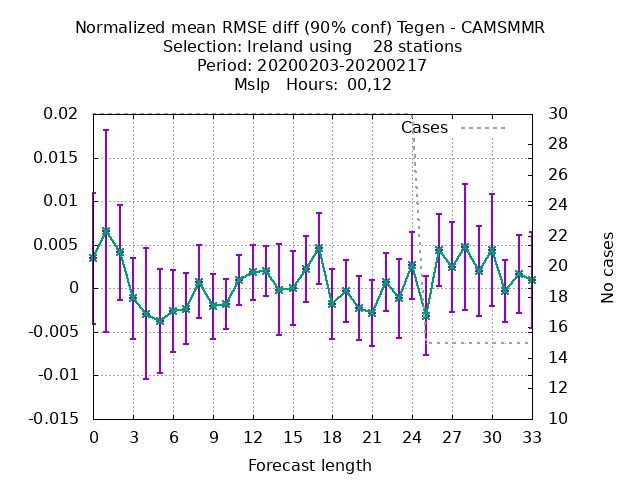 Normalized mean RMSE diff (90% conf) Tegen - CAMSMMR
Selection: Ireland using    28 stations
Period: 20200203-20200217
Mslp   Hours:  00,12
Cases
0.02
0.015
0.01
0.005
0
-0.005
-0.01
-0.015
30
28
26
24
22
20
18
16
14
12
10
No cases
0 3 6 9 12 15 18 21 24 27 30 33
Forecast length